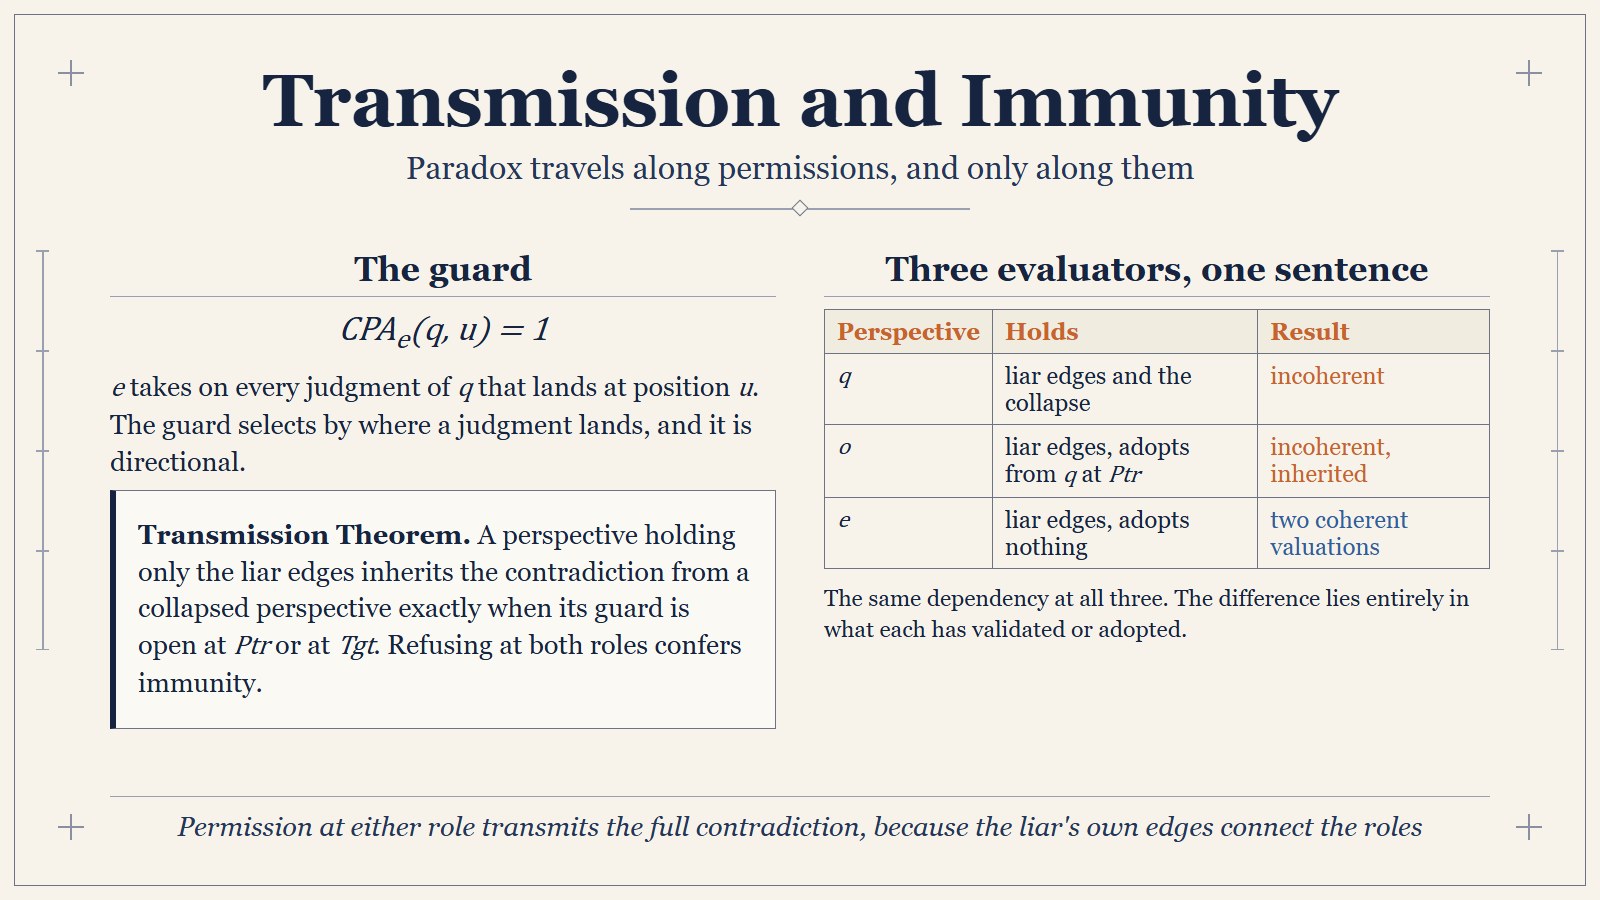 Transmission and Immunity
Paradox travels along permissions, and only along them
The guard
CPAₑ(q, u) = 1
e takes on every judgment of q that lands at position u.
The guard selects by where a judgment lands, and it is
directional.
Transmission Theorem. A perspective holding
only the liar edges inherits the contradiction from a
collapsed perspective exactly when its guard is
open at Ptr or at Tgt. Refusing at both roles confers
immunity.
Three evaluators, one sentence
Perspective Holds Result
q liar edges and the incoherent
collapse
o liar edges, adopts incoherent,
from q at Ptr inherited
e liar edges, adopts two coherent
nothing valuations
The same dependency at all three. The difference lies entirely in
what each has validated or adopted.
Permission at either role transmits the full contradiction, because the liar's own edges connect the roles